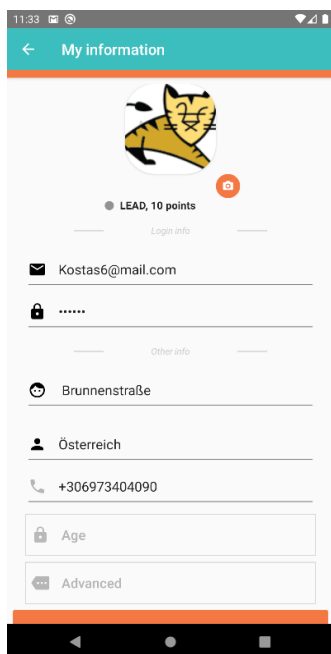 11:33
My information
LEAD, 10 points
Login info
Kostas6@mail.com
••••••
Other info
Brunnenstraße
Österreich
+306973404090
Age
Advanced